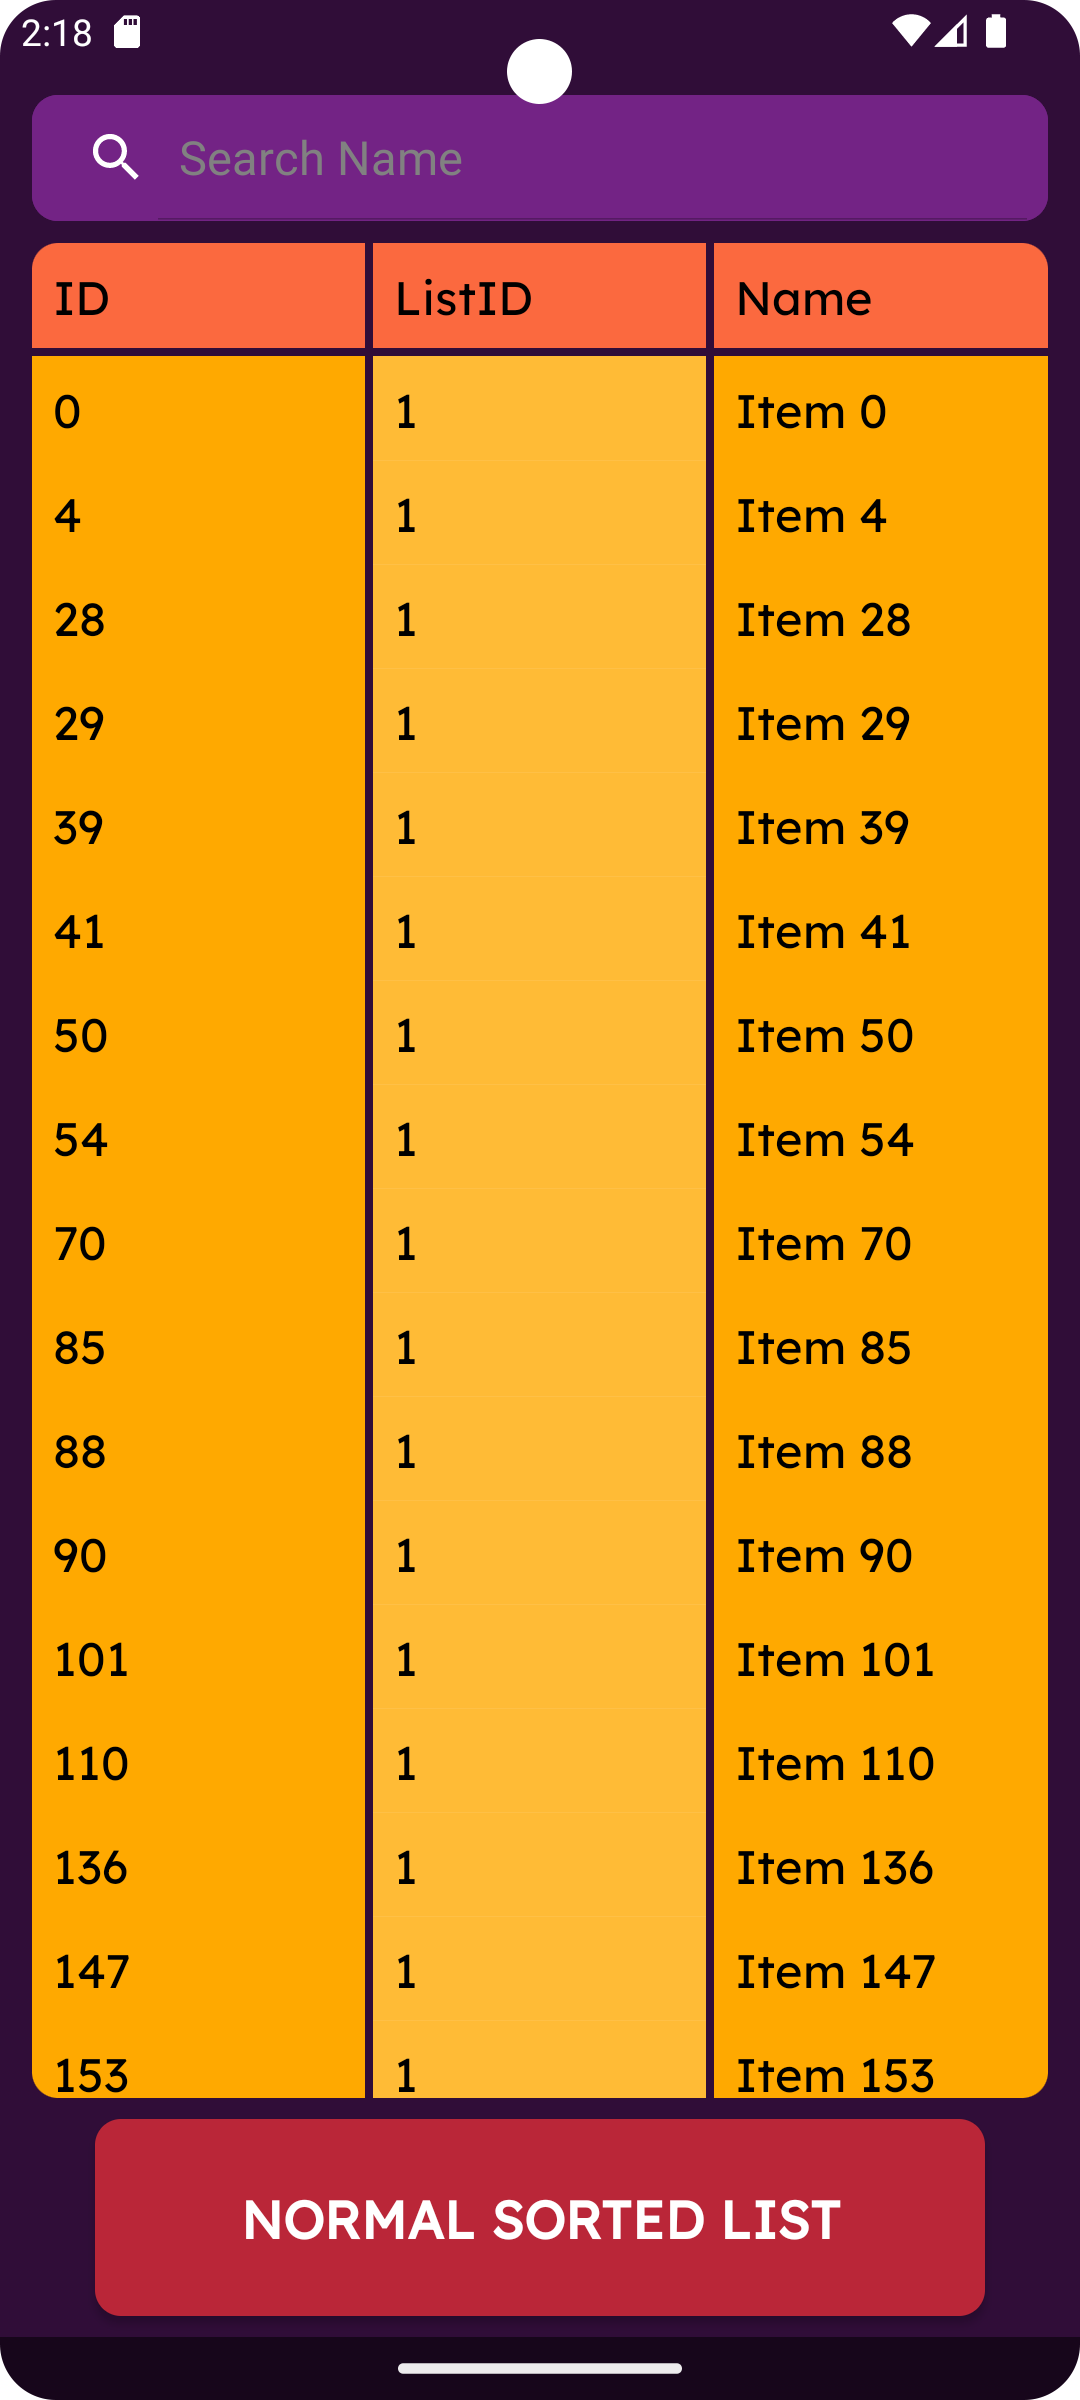 2:18
Search Name
ID ListID Name
0 1 Item 0
4 1 Item 4
28 1 Item 28
29 1 Item 29
39 1 Item 39
41 1 Item 41
50 1 Item 50
54 1 Item 54
70 1 Item 70
85 1 Item 85
88 1 Item 88
90 1 Item 90
101 1 Item 101
110 1 Item 110
136 1 Item 136
147 1 Item 147
153 1 Item 153
NORMAL SORTED LIST